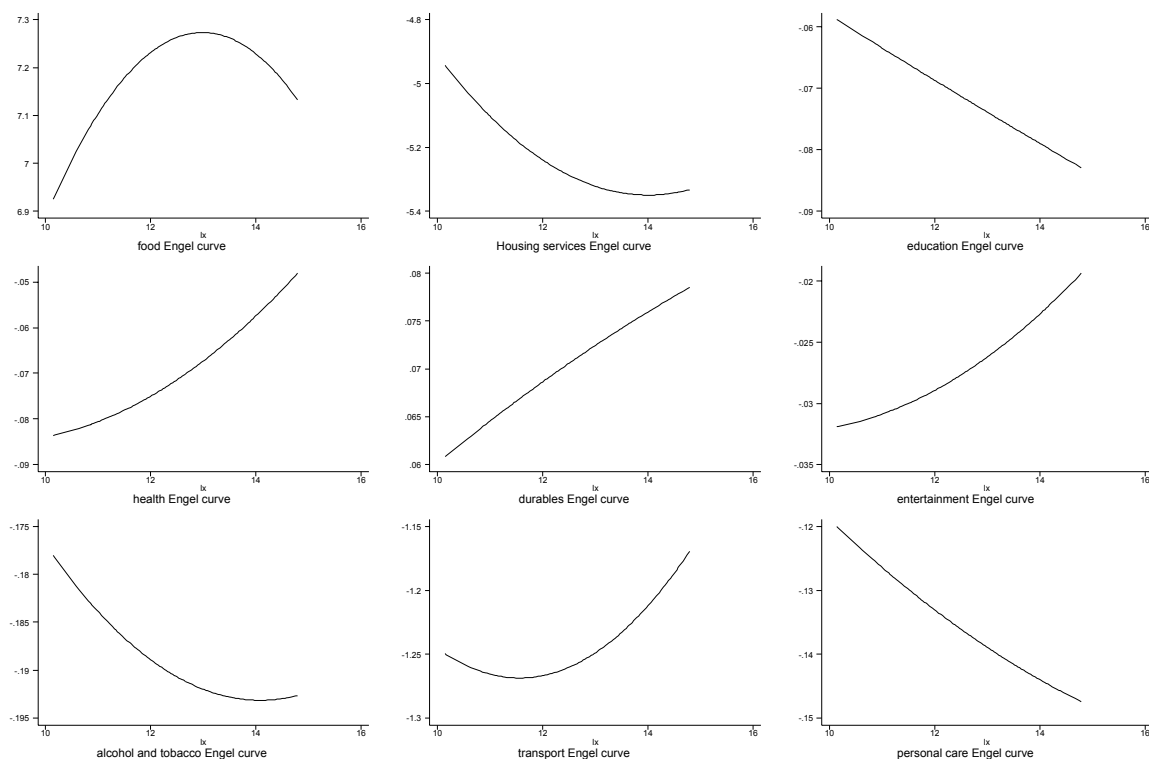 7.3
7.2
7.1
7
6.9
10 12 14 16
lx
food Engel curve
-4.8
-5
-5.2
-5.4
10 12 14 16
lx
Housing services Engel curve
-.06
-.07
-.08
-.09
10 12 14 16
lx
education Engel curve
-.05
-.06
-.07
-.08
-.09
10 12 14 16
lx
health Engel curve
.08
.075
.07
.065
.06
10 12 14 16
lx
durables Engel curve
-.02
-.025
-.03
-.035
10 12 14 16
lx
entertainment Engel curve
-.175
-.18
-.185
-.19
-.195
10 12 14 16
lx
alcohol and tobacco Engel curve
-1.15
-1.2
-1.25
-1.3
10 12 14 16
lx
transport Engel curve
-.12
-.13
-.14
-.15
10 12 14 16
lx
personal care Engel curve